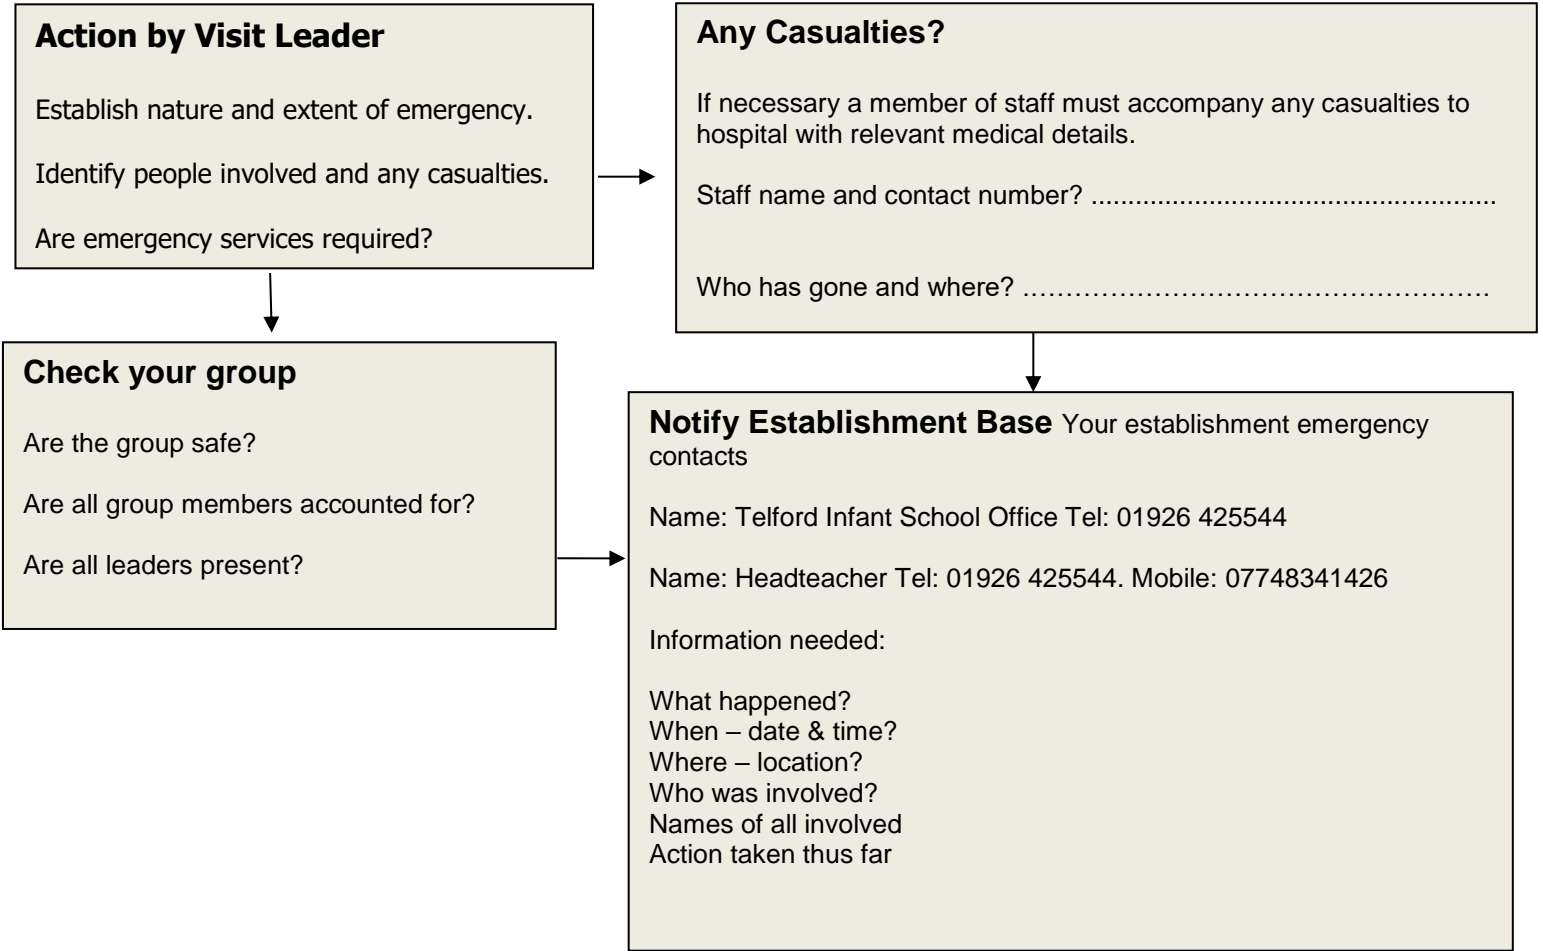 Action by Visit Leader
Establish nature and extent of emergency.
Identify people involved and any casualties.
Are emergency services required?
Any Casualties?
If necessary a member of staff must accompany any casualties to
hospital with relevant medical details.
Staff name and contact number? .......................................................
Who has gone and where? ……………………………………………….
Check your group
Are the group safe?
Are all group members accounted for?
Are all leaders present?
Notify Establishment Base Your establishment emergency
contacts
Name: Telford Infant School Office Tel: 01926 425544
Name: Headteacher Tel: 01926 425544. Mobile: 07748341426
Information needed:
What happened?
When – date & time?
Where – location?
Who was involved?
Names of all involved
Action taken thus far